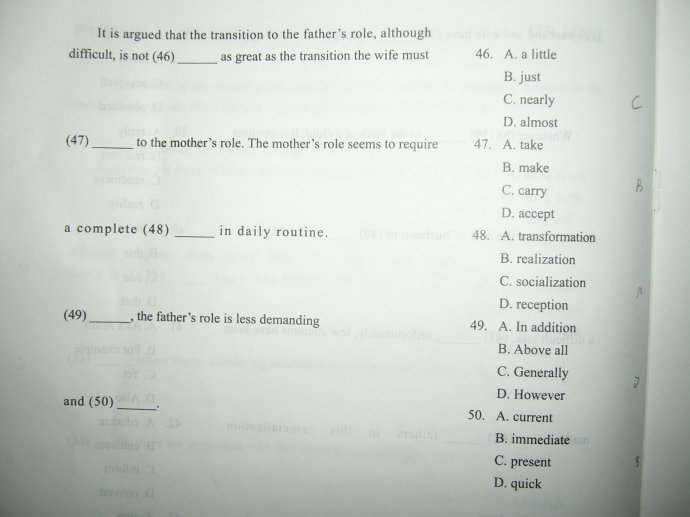 It is argued that the transition to the father's role, although
difficult, is not (46) ______ as great as the transition the wife must
46. A. a little
B. just
C. nearly
D. almost
C
(47) ______ to the mother's role. The mother's role seems to require
47. A. take
B. make
C. carry
D. accept
B
a complete (48) ______ in daily routine.
48. A. transformation
B. realization
C. socialization
D. reception
A
(49) ______, the father's role is less demanding
49. A. In addition
B. Above all
C. Generally
D. However
and (50) ______.
50. A. current
B. immediate
C. present
D. quick
B